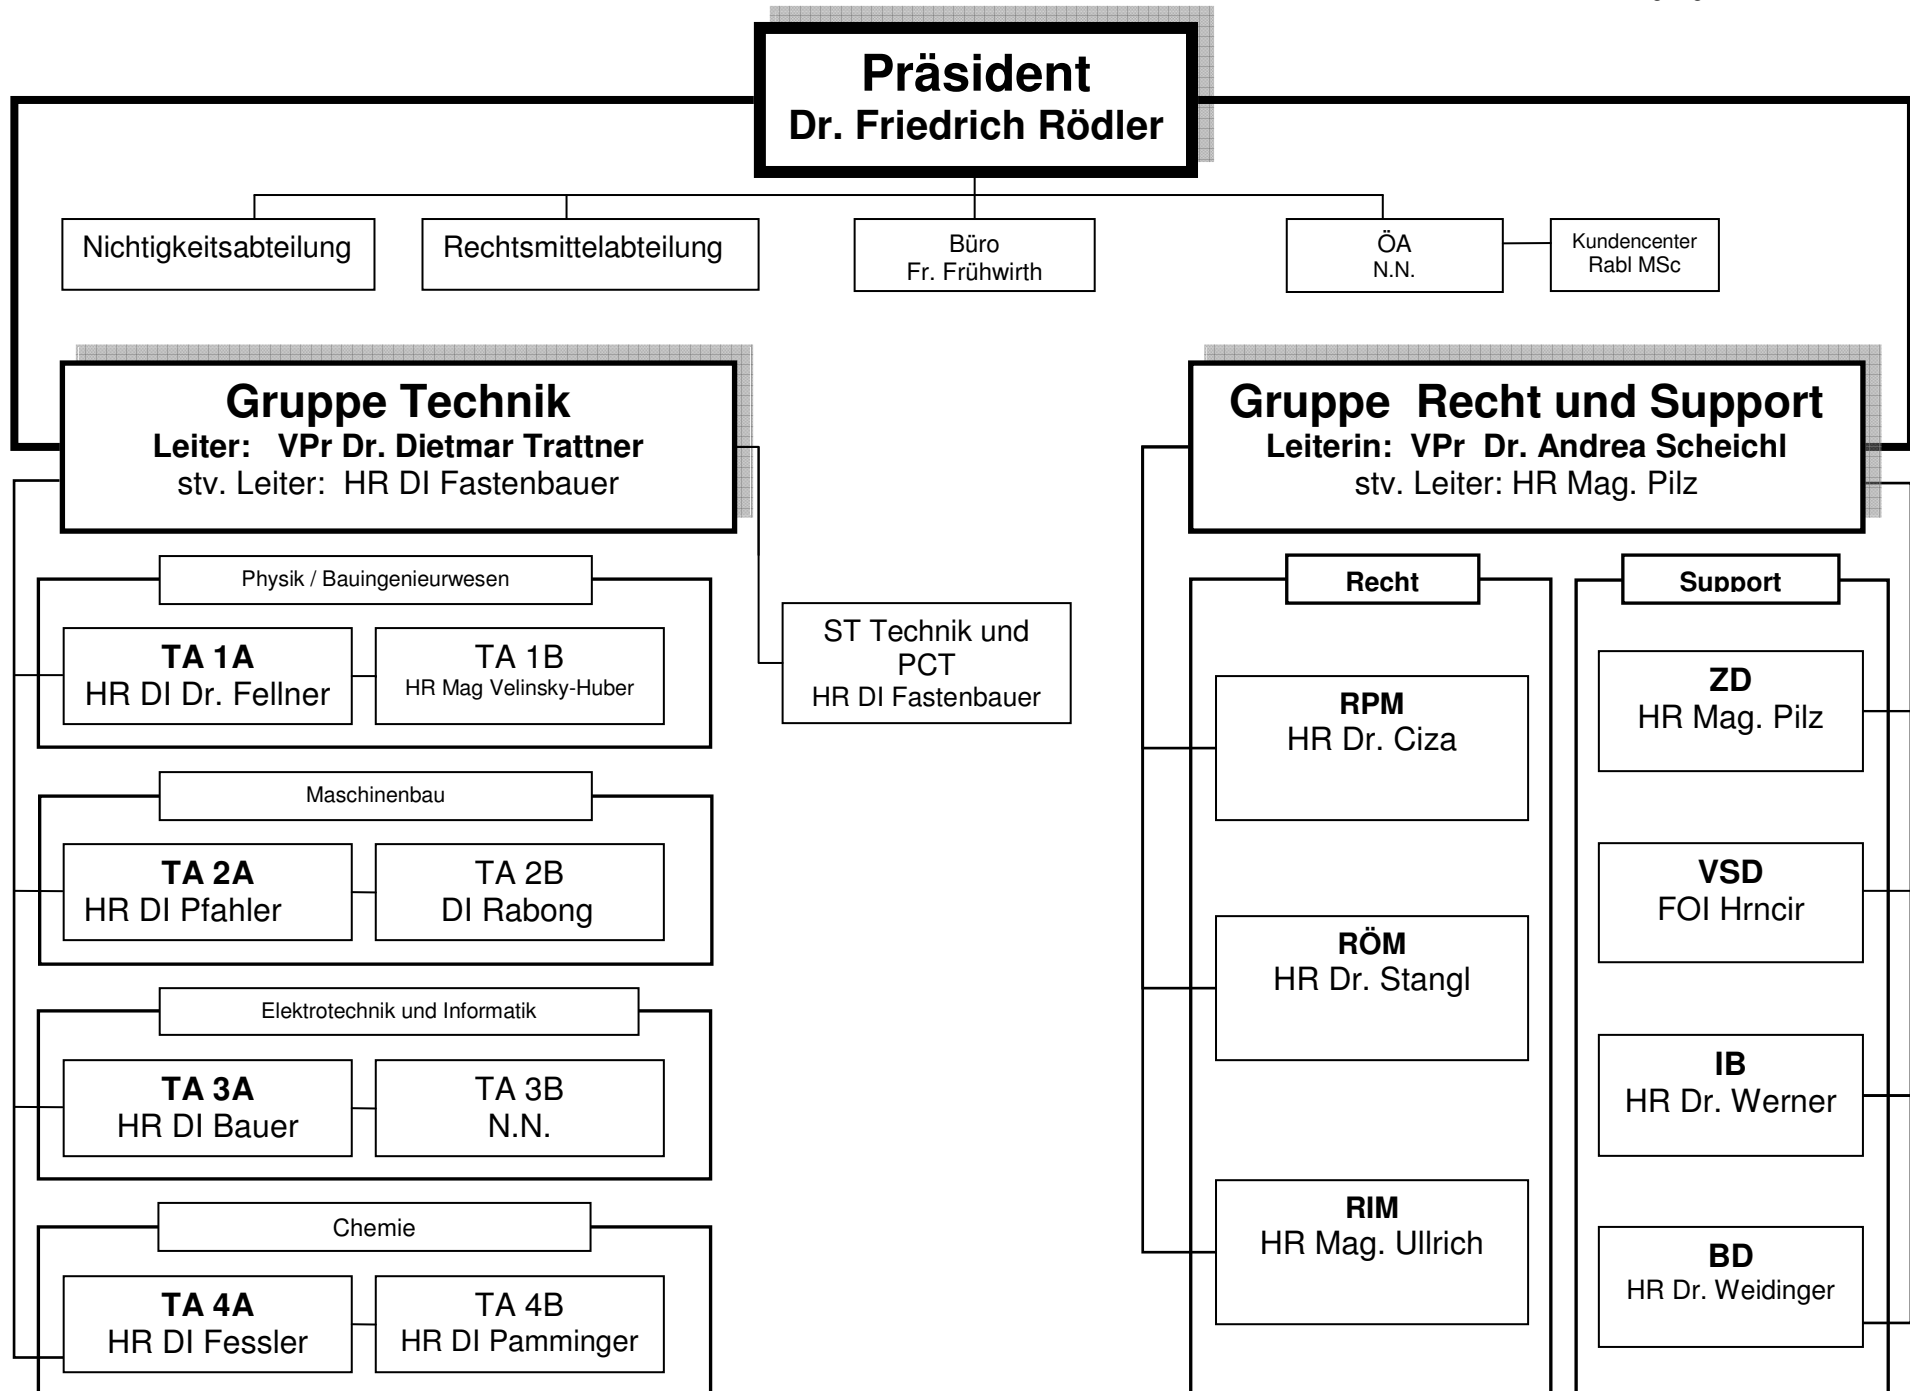 Präsident
Dr. Friedrich Rödler
Nichtigkeitsabteilung
Rechtsmittelabteilung
Büro
Fr. Frühwirth
ÖA
N.N.
Kundencenter
Rabl MSc
Gruppe Technik
Leiter: VPr Dr. Dietmar Trattner
stv. Leiter: HR DI Fastenbauer
Gruppe Recht und Support
Leiterin: VPr Dr. Andrea Scheichl
stv. Leiter: HR Mag. Pilz
Physik / Bauingenieurwesen
TA 1A
HR DI Dr. Fellner
TA 1B
HR Mag Velinsky-Huber
ST Technik und
PCT
HR DI Fastenbauer
Maschinenbau
TA 2A
HR DI Pfahler
TA 2B
DI Rabong
Elektrotechnik und Informatik
TA 3A
HR DI Bauer
TA 3B
N.N.
Chemie
TA 4A
HR DI Fessler
TA 4B
HR DI Pamminger
Recht
RPM
HR Dr. Ciza
RÖM
HR Dr. Stangl
RIM
HR Mag. Ullrich
Support
ZD
HR Mag. Pilz
VSD
FOI Hrncir
IB
HR Dr. Werner
BD
HR Dr. Weidinger